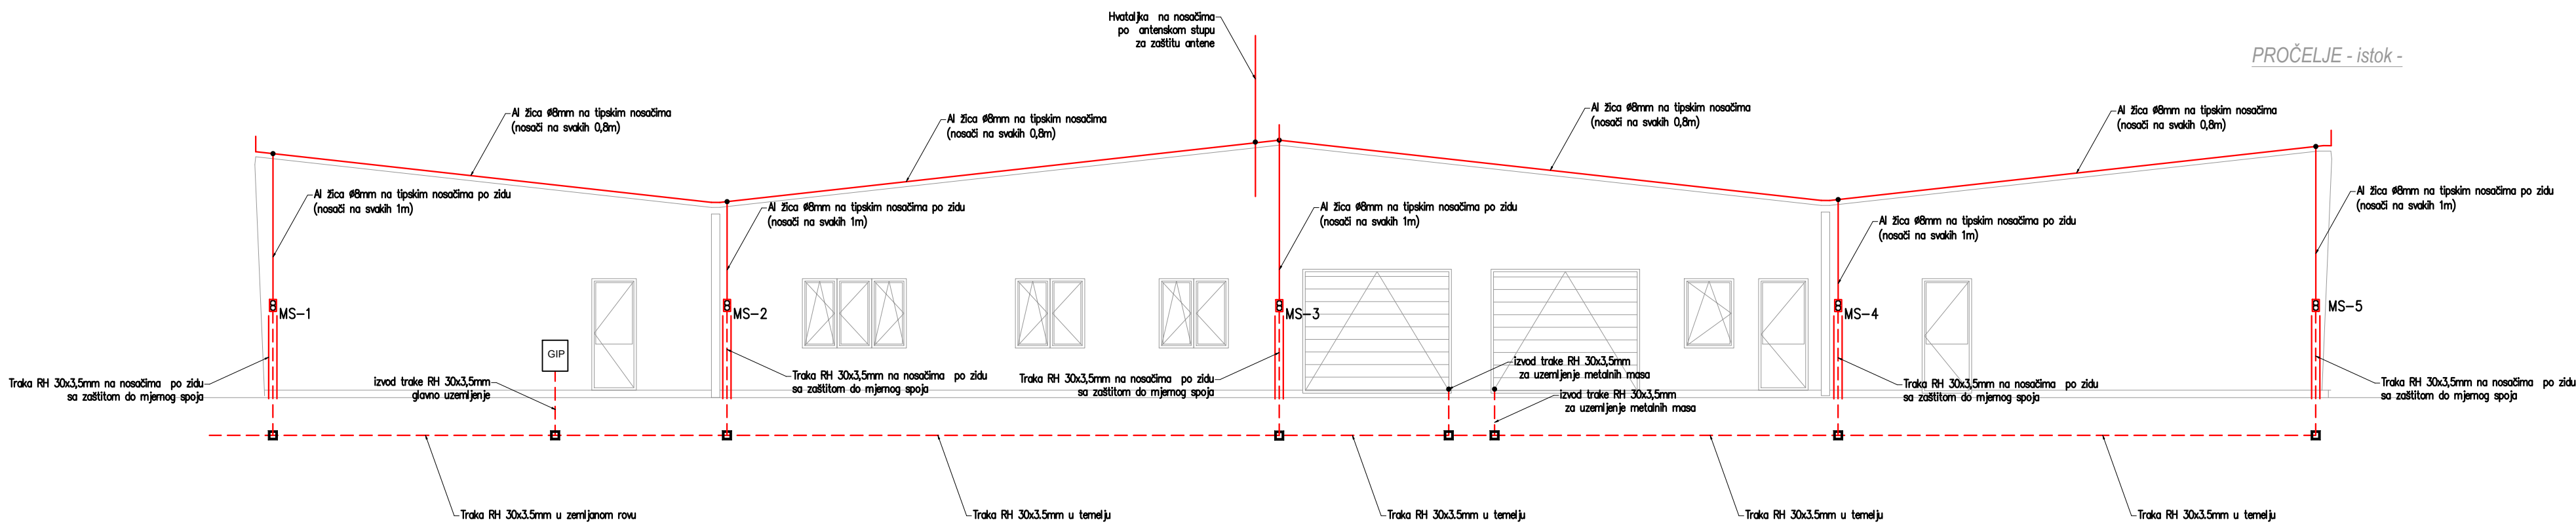 Hvataljka na nosačima
po antenskom stupu
za zaštitu antene
PROČELJE - istok -
Al žica Ø8mm na tipskim nosačima
(nosači na svakih 0,8m)
Al žica Ø8mm na tipskim nosačima
(nosači na svakih 0,8m)
Al žica Ø8mm na tipskim nosačima
(nosači na svakih 0,8m)
Al žica Ø8mm na tipskim nosačima
(nosači na svakih 0,8m)
Al žica Ø8mm na tipskim nosačima po zidu
(nosači na svakih 1m)
Al žica Ø8mm na tipskim nosačima po zidu
(nosači na svakih 1m)
Al žica Ø8mm na tipskim nosačima po zidu
(nosači na svakih 1m)
Al žica Ø8mm na tipskim nosačima po zidu
(nosači na svakih 1m)
Al žica Ø8mm na tipskim nosačima po zidu
(nosači na svakih 1m)
MS-1
MS-2
MS-3
MS-4
MS-5
GIP
Traka RH 30x3,5mm na nosačima po zidu
sa zaštitom do mjernog spoja
izvod trake RH 30x3,5mm
glavno uzemljenje
Traka RH 30x3,5mm na nosačima po zidu
sa zaštitom do mjernog spoja
Traka RH 30x3,5mm na nosačima po zidu
sa zaštitom do mjernog spoja
izvod trake RH 30x3,5mm
za uzemljenje metalnih masa
izvod trake RH 30x3,5mm
za uzemljenje metalnih masa
Traka RH 30x3,5mm na nosačima po zidu
sa zaštitom do mjernog spoja
Traka RH 30x3,5mm na nosačima po zidu
sa zaštitom do mjernog spoja
Traka RH 30x3.5mm u zemljanom rovu
Traka RH 30x3.5mm u temelju
Traka RH 30x3.5mm u temelju
Traka RH 30x3.5mm u temelju
Traka RH 30x3.5mm u temelju